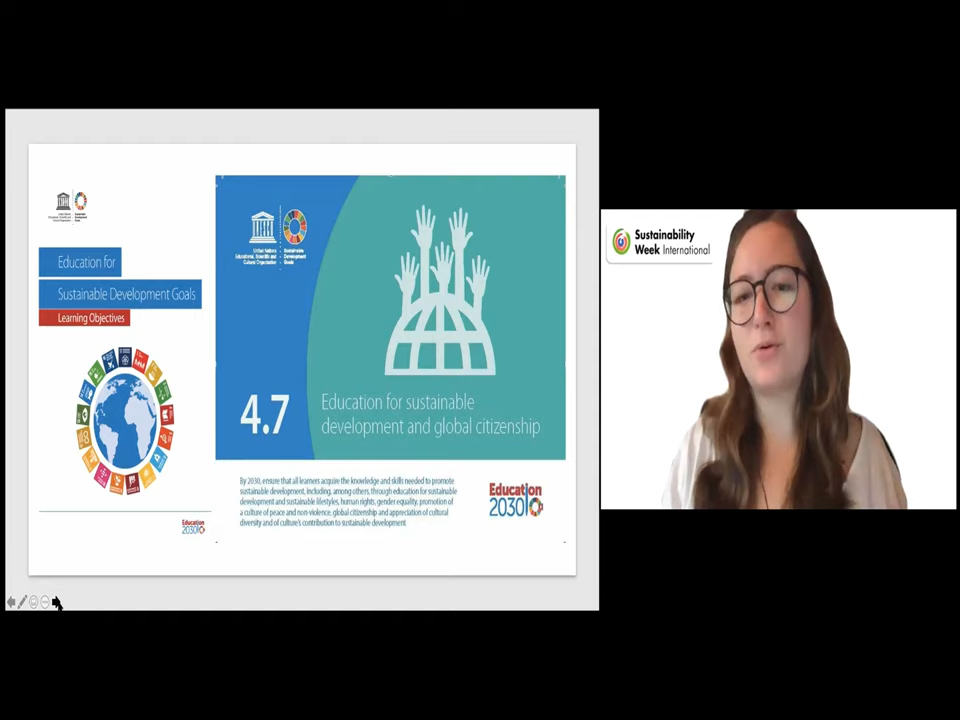 Education for
Sustainable Development Goals
Learning Objectives
Education
2030
United Nations
Educational, Scientific and
Cultural Organization
Sustainable
Development
Goals
4.7
Education for sustainable
development and global citizenship
By 2030, ensure that all learners acquire the knowledge and skills needed to promote
sustainable development, including, among others, through education for sustainable
development and sustainable lifestyles, human rights, gender equality, promotion of
a culture of peace and non-violence, global citizenship and appreciation of cultural
diversity and of culture's contribution to sustainable development
Education
2030
Sustainability
Week International